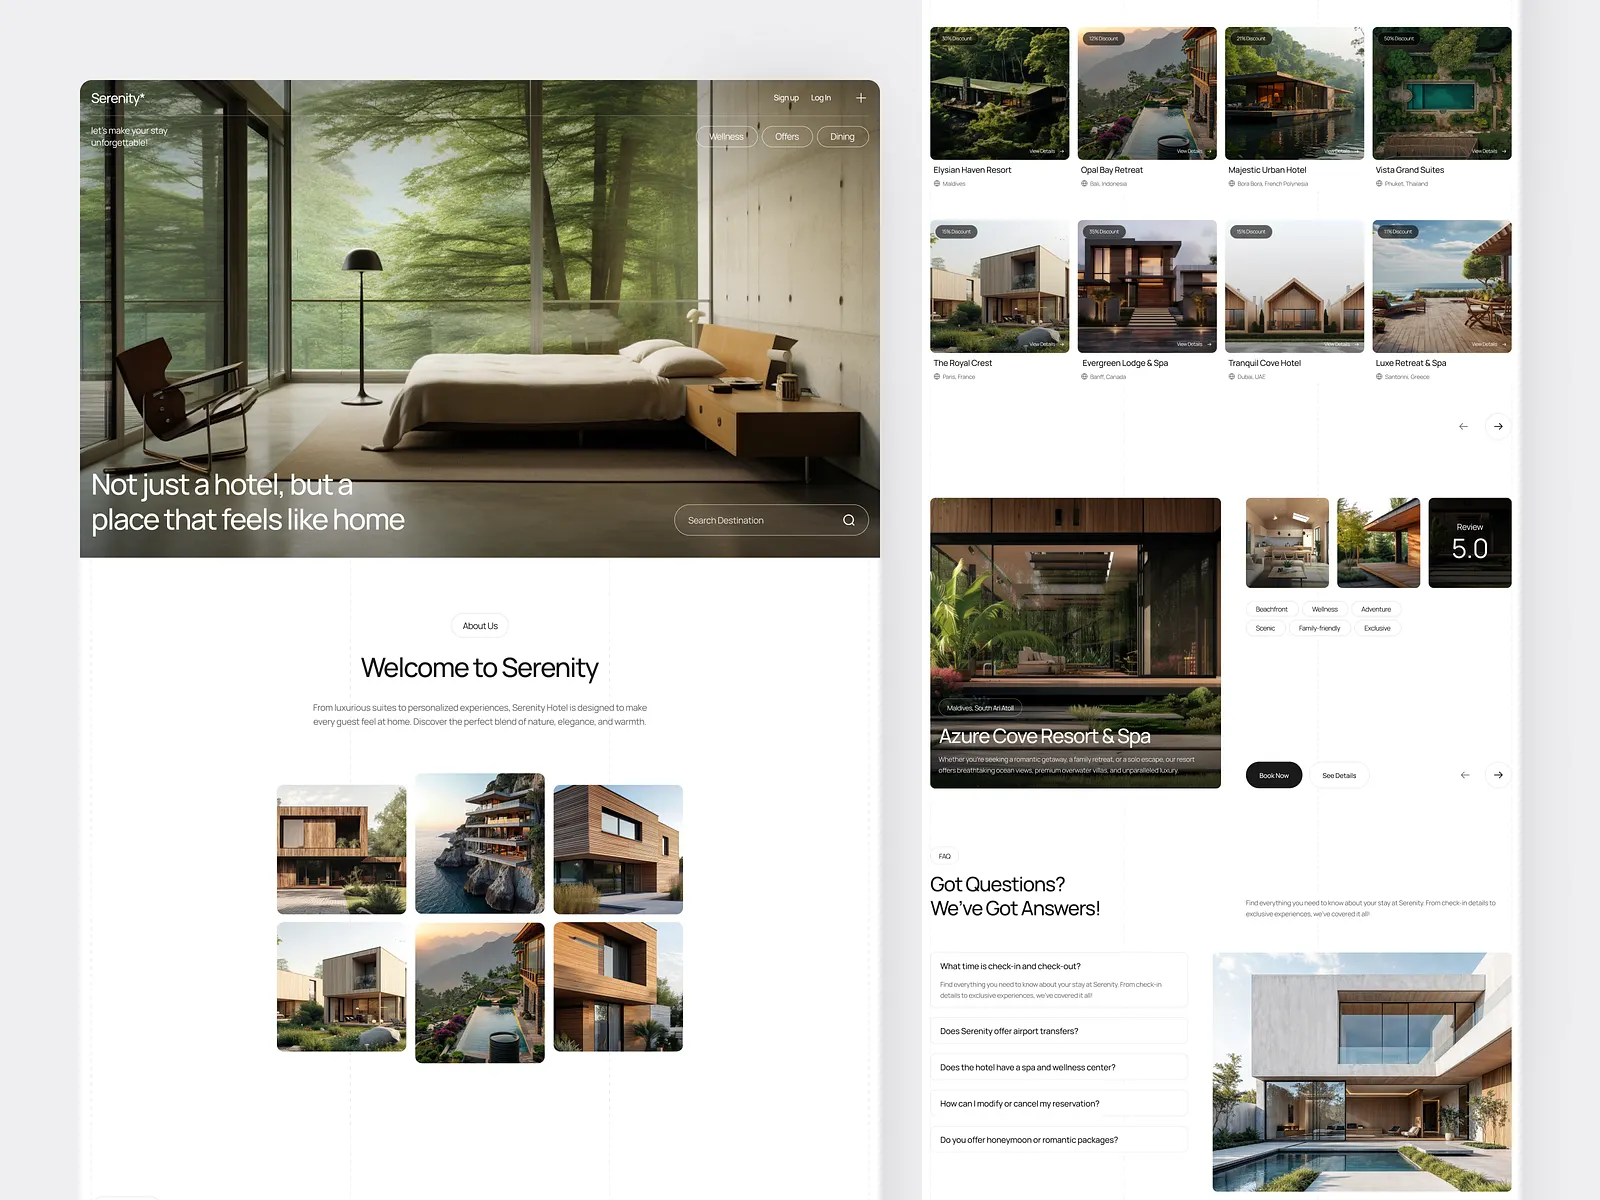 Serenity*
Sign up
Log In
let's make your stay
unforgettable!
Wellness
Offers
Dining
Not just a hotel, but a
place that feels like home
Search Destination
About Us
Welcome to Serenity
From luxurious suites to personalized experiences, Serenity Hotel is designed to make
every guest feel at home. Discover the perfect blend of nature, elegance, and warmth.
30% Discount
12% Discount
21% Discount
50% Discount
View Details
View Details
View Details
View Details
Elysian Haven Resort
Opal Bay Retreat
Majestic Urban Hotel
Vista Grand Suites
Maldives
Bali, Indonesia
Bora Bora, French Polynesia
Phuket, Thailand
15% Discount
15% Discount
11% Discount
View Details
View Details
View Details
View Details
The Royal Crest
Evergreen Lodge & Spa
Tranquil Cove Hotel
Luxe Retreat & Spa
Paris, France
Banff, Canada
Dubai, UAE
Santorini, Greece
Maldives, South Ari Atoll
Azure Cove Resort & Spa
Whether you're seeking a romantic getaway, a family retreat, or a solo escape, our resort
offers breathtaking ocean views, premium overwater villas, and unparalleled luxury.
Review
5.0
Beachfront
Wellness
Adventure
Scenic
Family-friendly
Exclusive
Book Now
See Details
FAQ
Got Questions?
We've Got Answers!
Find everything you need to know about your stay at Serenity. From check-in details to
exclusive experiences, we've covered it all!
What time is check-in and check-out?
Find everything you need to know about your stay at Serenity. From check-in
details to exclusive experiences, we've covered it all!
Does Serenity offer airport transfers?
Does the hotel have a spa and wellness center?
How can I modify or cancel my reservation?
Do you offer honeymoon or romantic packages?